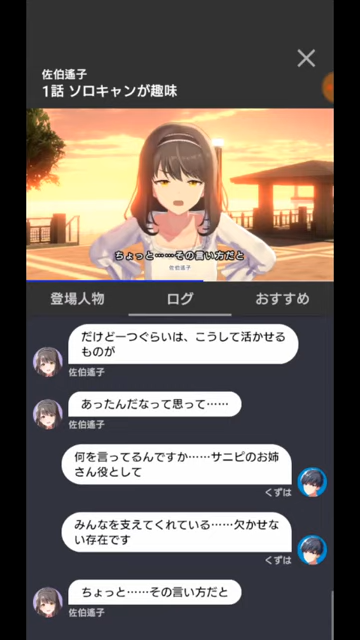 佐伯遙子
1話 ソロキャンが趣味
ちょっと……その言い方だと
佐伯遙子
登場人物 ログ おすすめ
だけど一つぐらいは、こうして活かせる
ものが
佐伯遙子
あったんだなって思って……
佐伯遙子
何を言ってるんですか……サニピのお姉
さん役として
くずは
みんなを支えてくれている……欠かせな
い存在です
くずは
ちょっと……その言い方だと
佐伯遙子